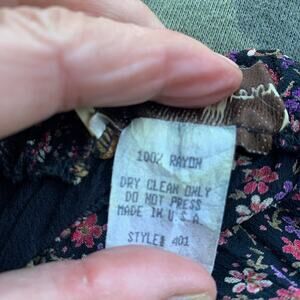 100% RAYON
DRY CLEAN ONLY
DO NOT PRESS
MADE IN U.S.A
STYLE# 401